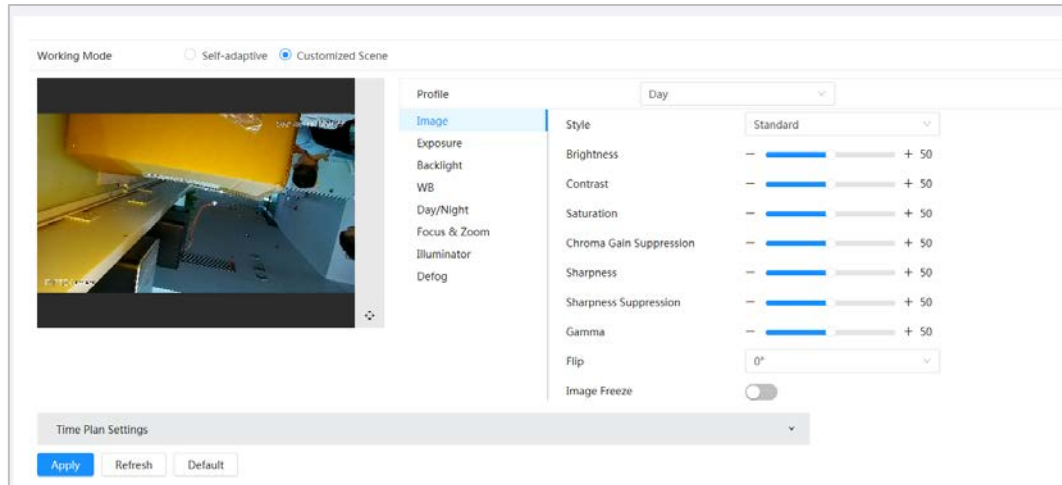 Working Mode Self-adaptive Customized Scene
Profile Day
Image
Exposure
Backlight
WB
Day/Night
Focus & Zoom
Illuminator
Defog
Style Standard
Brightness − + 50
Contrast − + 50
Saturation − + 50
Chroma Gain Suppression − + 50
Sharpness − + 50
Sharpness Suppression − + 50
Gamma − + 50
Flip 0°
Image Freeze
Time Plan Settings
Apply Refresh Default